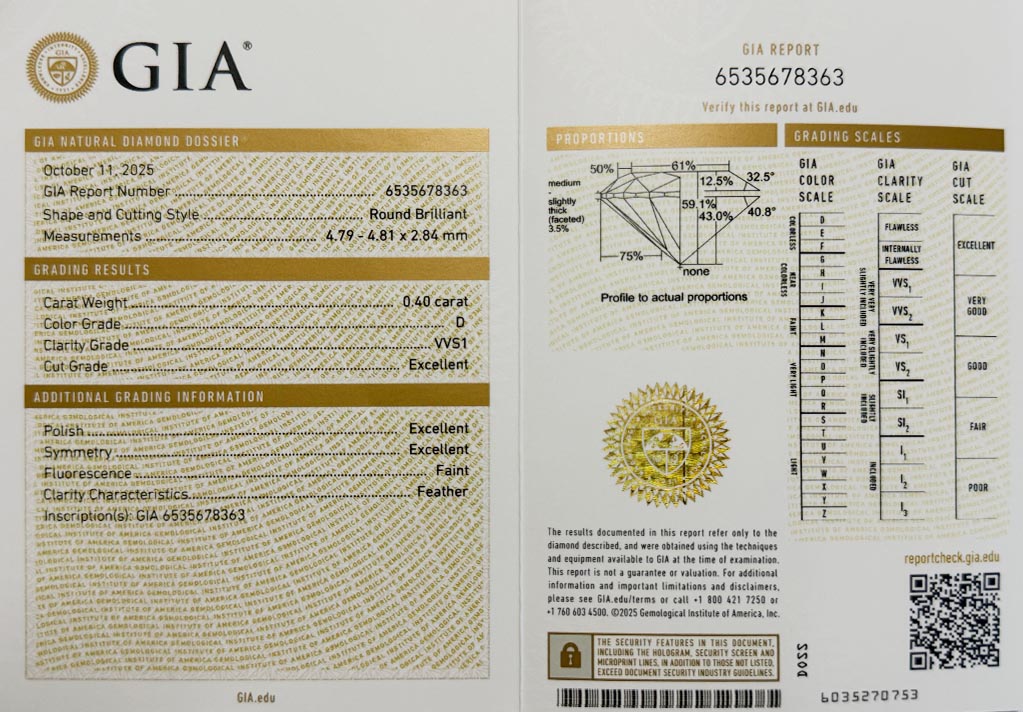 GIA®
GIA NATURAL DIAMOND DOSSIER®
October 11, 2025
GIA Report Number 6535678363
Shape and Cutting Style Round Brilliant
Measurements 4.79 - 4.81 x 2.84 mm
GRADING RESULTS
Carat Weight 0.40 carat
Color Grade D
Clarity Grade VVS1
Cut Grade Excellent
ADDITIONAL GRADING INFORMATION
Polish Excellent
Symmetry Excellent
Fluorescence Faint
Clarity Characteristics Feather
Inscription(s): GIA 6535678363
GIA.edu
GIA REPORT
6535678363
Verify this report at GIA.edu
PROPORTIONS
50%
61%
medium
-
slightly
thick
(faceted)
3.5%
12.5%
32.5°
59.1%
43.0%
40.8°
75%
none
Profile to actual proportions
GRADING SCALES
GIA
COLOR
SCALE
COLORLESS
D
E
F
NEAR
COLORLESS
G
H
I
J
FAINT
K
L
M
VERY LIGHT
N
O
P
Q
R
LIGHT
S
T
U
V
W
X
Y
Z
GIA
CLARITY
SCALE
FLAWLESS
INTERNALLY
FLAWLESS
VERY VERY
SLIGHTLY INCLUDED
VVS1
VVS2
VERY SLIGHTLY
INCLUDED
VS1
VS2
SLIGHTLY
INCLUDED
SI1
SI2
INCLUDED
I1
I2
I3
GIA
CUT
SCALE
EXCELLENT
VERY
GOOD
GOOD
FAIR
POOR
The results documented in this report refer only to the
diamond described, and were obtained using the techniques
and equipment available to GIA at the time of examination.
This report is not a guarantee or valuation. For additional
information and important limitations and disclaimers,
please see GIA.edu/terms or call +1 800 421 7250 or
+1 760 603 4500. ©2025 Gemological Institute of America, Inc.
THE SECURITY FEATURES IN THIS DOCUMENT,
INCLUDING THE HOLOGRAM, SECURITY SCREEN AND
MICROPRINT LINES, IN ADDITION TO THOSE NOT LISTED,
EXCEED DOCUMENT SECURITY INDUSTRY GUIDELINES.
reportcheck.gia.edu
D022
6035270753